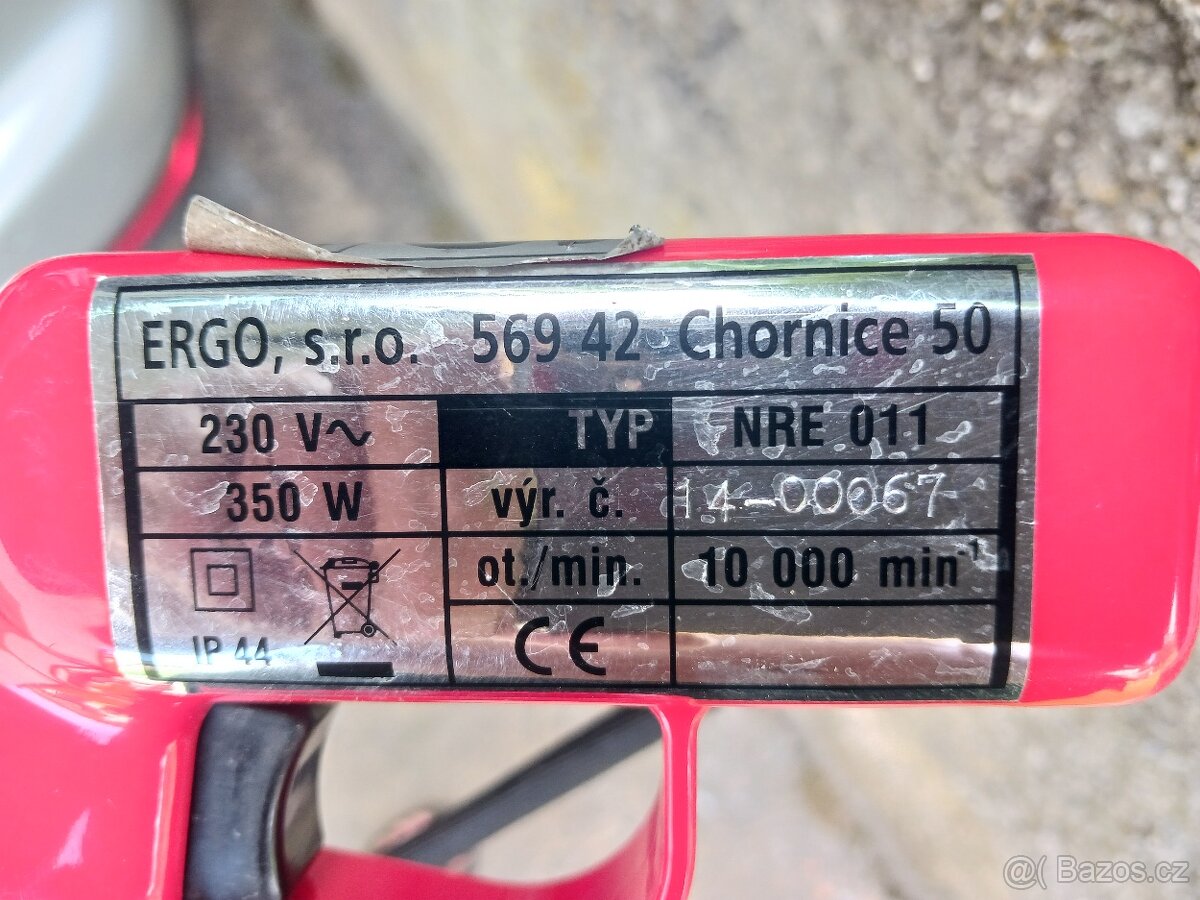 ERGO, s.r.o. 569 42 Chornice 50
230 V~ TYP NRE 011
350 W výr. č. 14-00067
ot./min. 10 000 min⁻¹
IP 44 CE
Bazos.cz